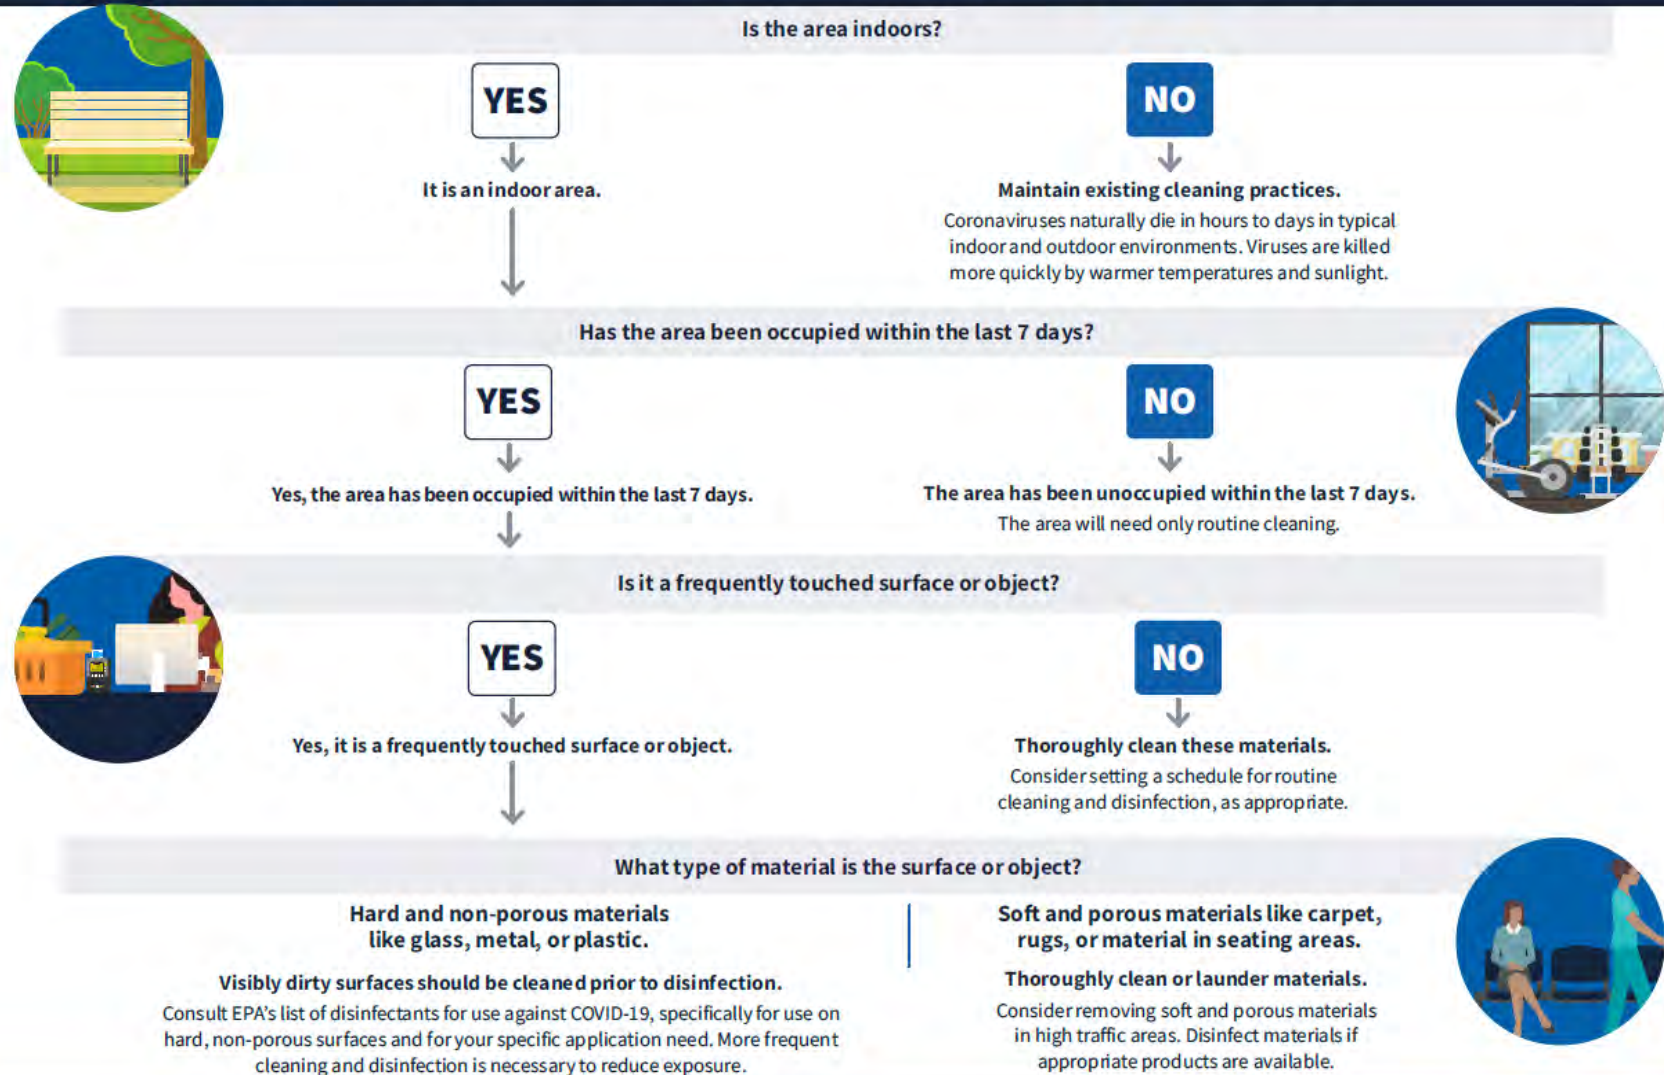 Is the area indoors?
YES
NO
It is an indoor area.
Maintain existing cleaning practices.
Coronaviruses naturally die in hours to days in typical
indoor and outdoor environments. Viruses are killed
more quickly by warmer temperatures and sunlight.
Has the area been occupied within the last 7 days?
YES
NO
Yes, the area has been occupied within the last 7 days.
The area has been unoccupied within the last 7 days.
The area will need only routine cleaning.
Is it a frequently touched surface or object?
YES
NO
Yes, it is a frequently touched surface or object.
Thoroughly clean these materials.
Consider setting a schedule for routine
cleaning and disinfection, as appropriate.
What type of material is the surface or object?
Hard and non-porous materials
like glass, metal, or plastic.
Visibly dirty surfaces should be cleaned prior to disinfection.
Consult EPA’s list of disinfectants for use against COVID-19, specifically for use on
hard, non-porous surfaces and for your specific application need. More frequent
cleaning and disinfection is necessary to reduce exposure.
Soft and porous materials like carpet,
rugs, or material in seating areas.
Thoroughly clean or launder materials.
Consider removing soft and porous materials
in high traffic areas. Disinfect materials if
appropriate products are available.